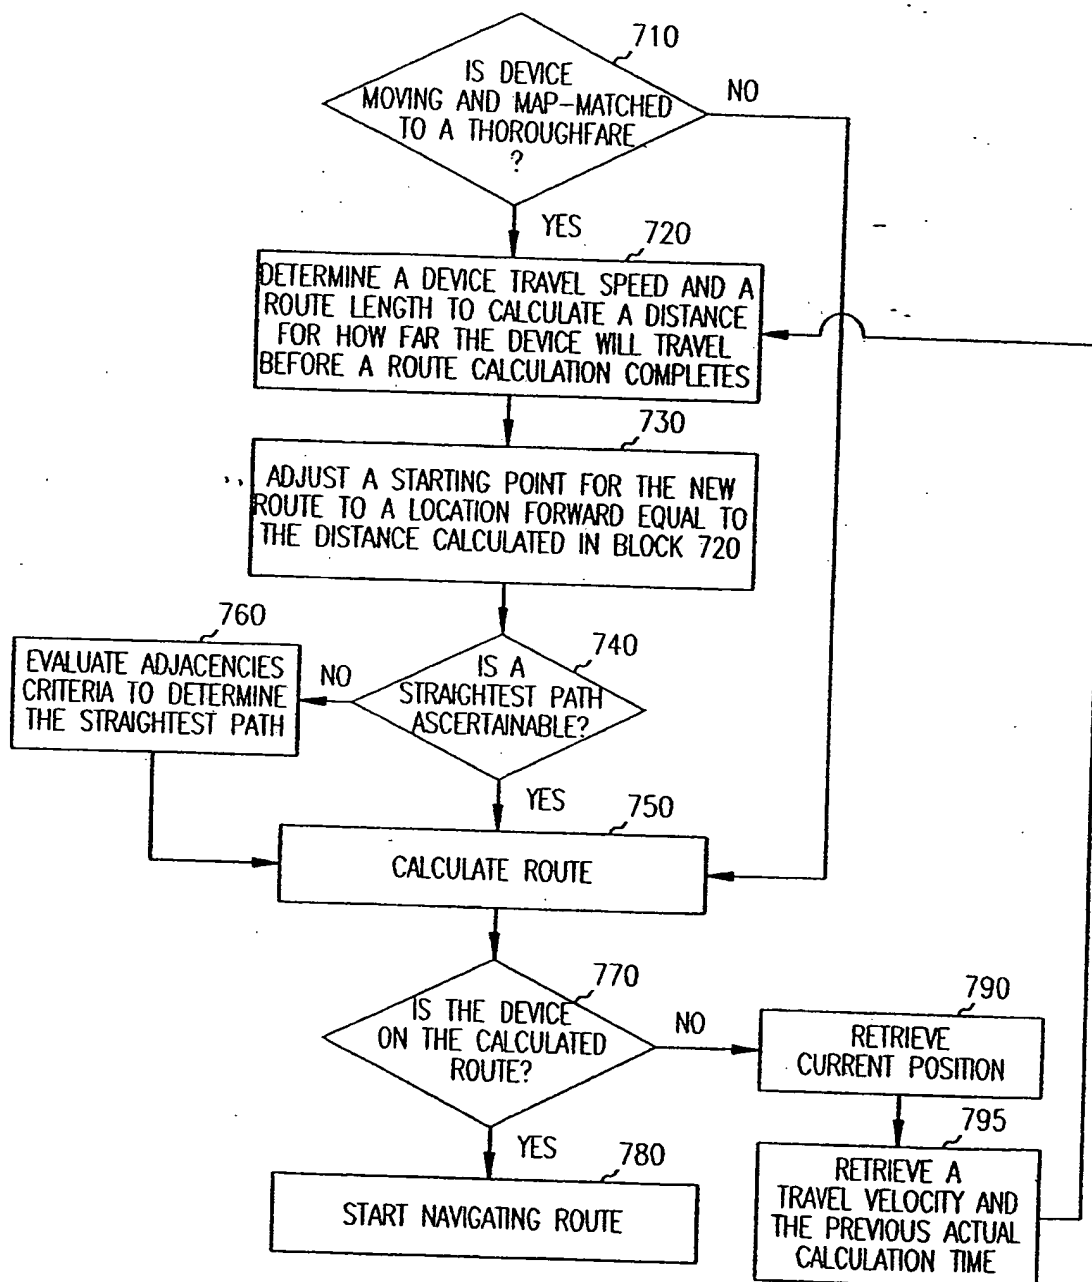 710
IS DEVICE
MOVING AND MAP-MATCHED
TO A THOROUGHFARE
?
NO
YES
720
DETERMINE A DEVICE TRAVEL SPEED AND A
ROUTE LENGTH TO CALCULATE A DISTANCE
FOR HOW FAR THE DEVICE WILL TRAVEL
BEFORE A ROUTE CALCULATION COMPLETES
730
ADJUST A STARTING POINT FOR THE NEW
ROUTE TO A LOCATION FORWARD EQUAL TO
THE DISTANCE CALCULATED IN BLOCK 720
740
IS A
STRAIGHTEST PATH
ASCERTAINABLE?
NO
760
EVALUATE ADJACENCIES
CRITERIA TO DETERMINE
THE STRAIGHTEST PATH
YES
750
CALCULATE ROUTE
770
IS THE DEVICE
ON THE CALCULATED
ROUTE?
NO
790
RETRIEVE
CURRENT POSITION
795
RETRIEVE A
TRAVEL VELOCITY AND
THE PREVIOUS ACTUAL
CALCULATION TIME
YES
780
START NAVIGATING ROUTE